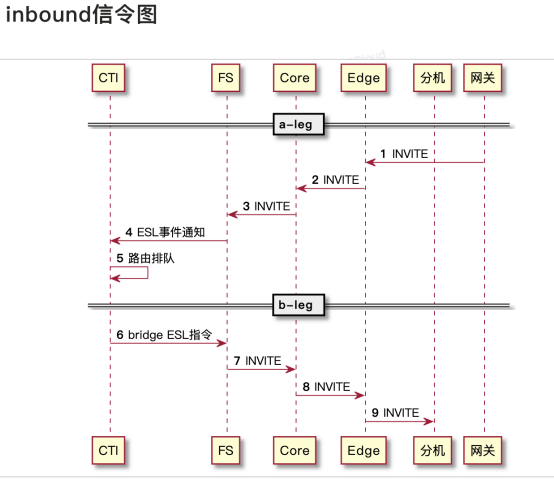 inbound信令图
CTI FS Core Edge 分机 网关
a-leg
1 INVITE
2 INVITE
3 INVITE
4 ESL事件通知
5 路由排队
b-leg
6 bridge ESL指令
7 INVITE
8 INVITE
9 INVITE
CTI FS Core Edge 分机 网关